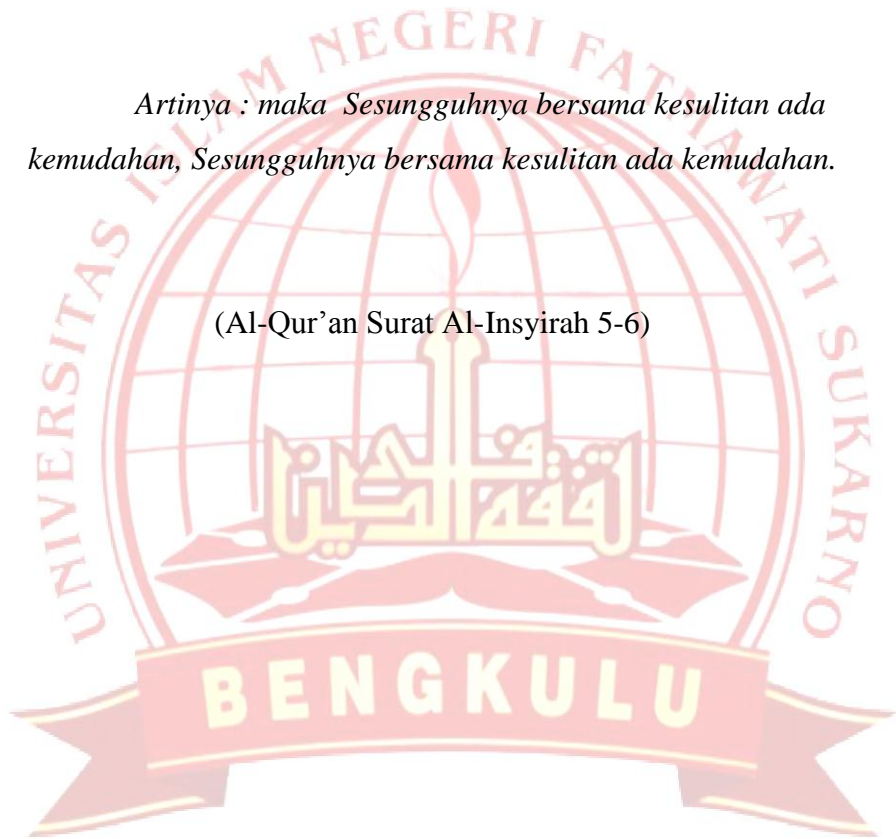 UNIVERSITAS ISLAM NEGERI FATMAWATI SUKARNO
Artinya : maka Sesungguhnya bersama kesulitan ada
kemudahan, Sesungguhnya bersama kesulitan ada kemudahan.
(Al-Qur’an Surat Al-Insyirah 5-6)
BENGKULU